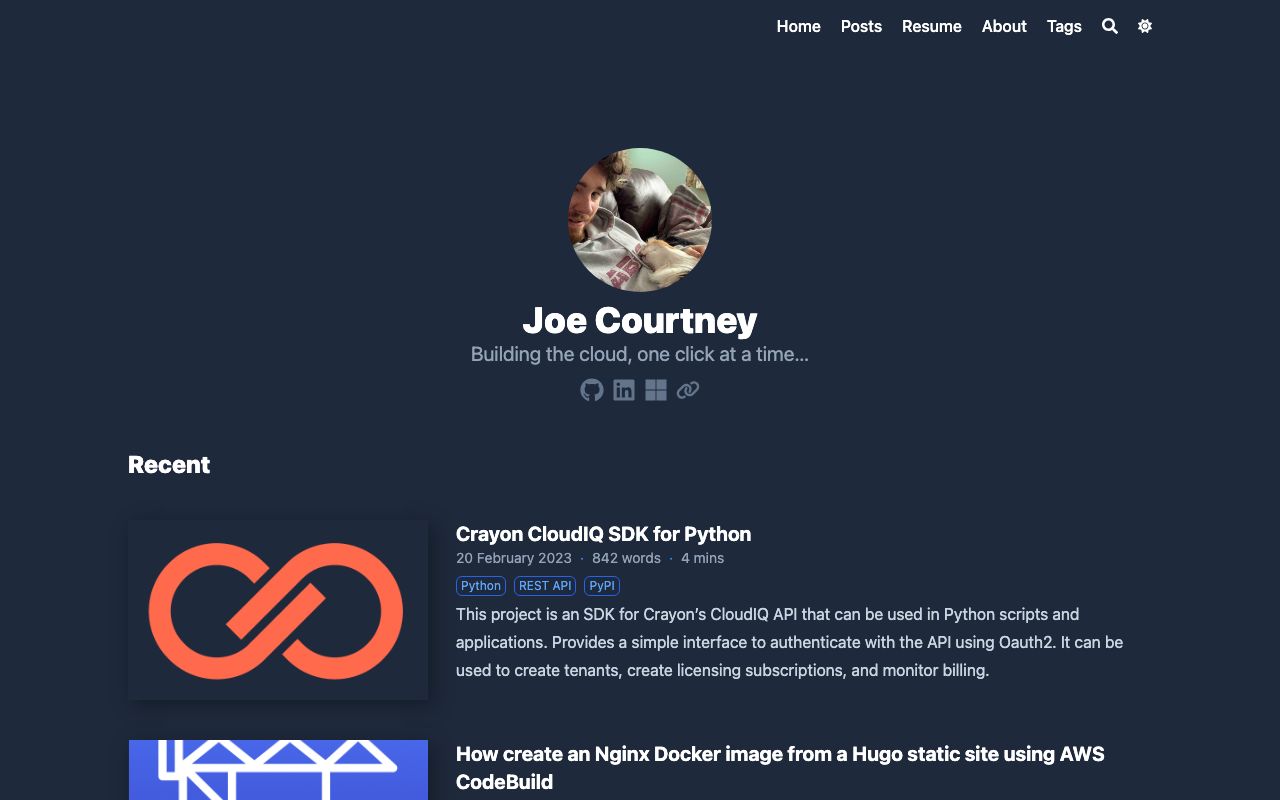 Home Posts Resume About Tags
Joe Courtney
Building the cloud, one click at a time...
Recent
Crayon CloudIQ SDK for Python
20 February 2023 · 842 words · 4 mins
Python REST API PyPI
This project is an SDK for Crayon’s CloudIQ API that can be used in Python scripts and
applications. Provides a simple interface to authenticate with the API using Oauth2. It can be
used to create tenants, create licensing subscriptions, and monitor billing.
How create an Nginx Docker image from a Hugo static site using AWS
CodeBuild